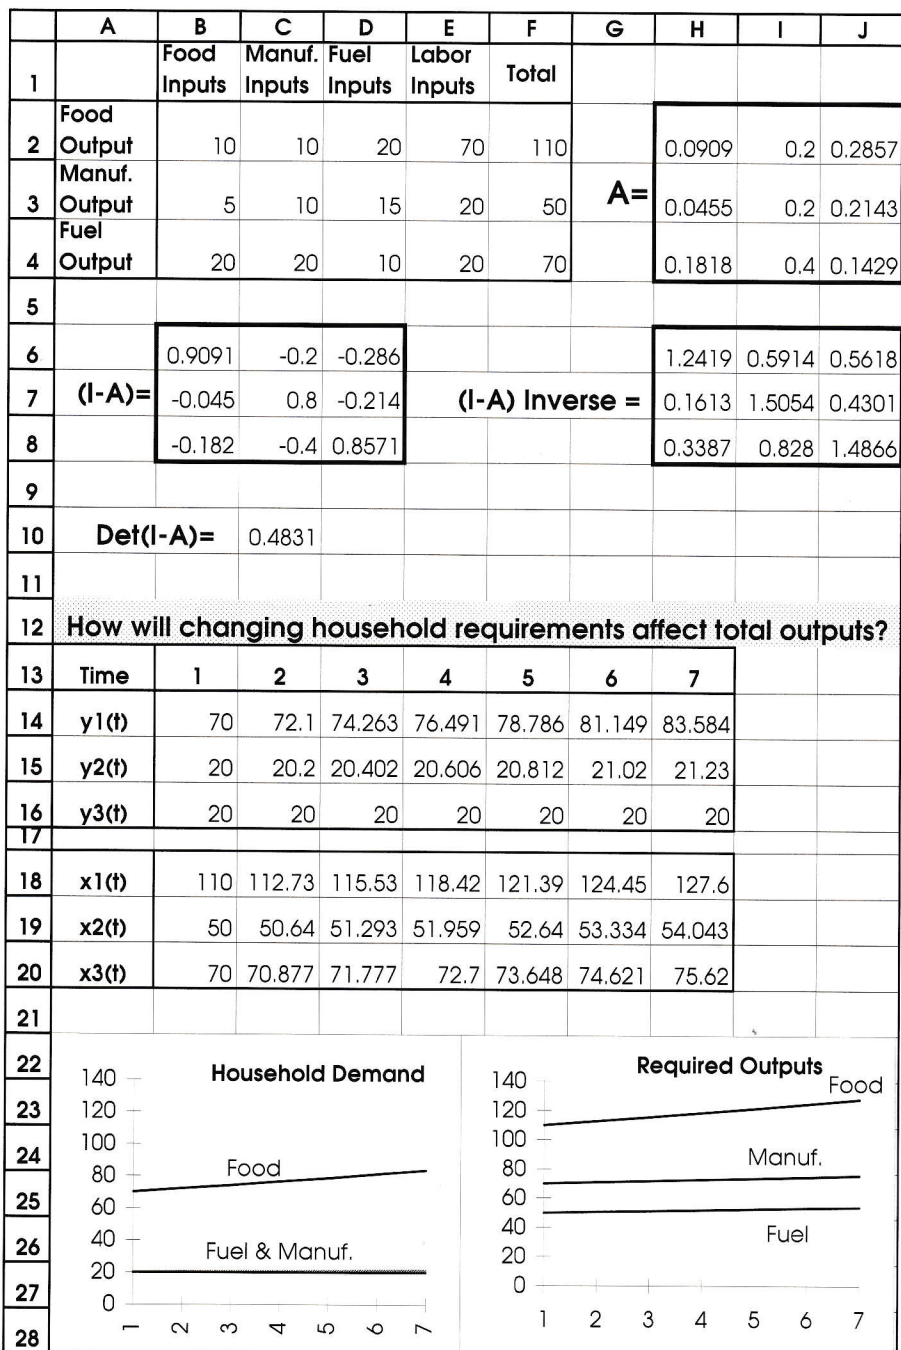 A B C D E F G H I J
Food Manuf. Fuel Labor
1 Inputs Inputs Inputs Inputs Total
Food
2 Output 10 10 20 70 110 0.0909 0.2 0.2857
Manuf.
3 Output 5 10 15 20 50 A= 0.0455 0.2 0.2143
Fuel
4 Output 20 20 10 20 70 0.1818 0.4 0.1429
5
6 0.9091 -0.2 -0.286 1.2419 0.5914 0.5618
7 (I-A)= -0.045 0.8 -0.214 (I-A) Inverse = 0.1613 1.5054 0.4301
8 -0.182 -0.4 0.8571 0.3387 0.828 1.4866
9
10 Det(I-A)= 0.4831
11
12 How will changing household requirements affect total outputs?
13 Time 1 2 3 4 5 6 7
14 y1(t) 70 72.1 74.263 76.491 78.786 81.149 83.584
15 y2(t) 20 20.2 20.402 20.606 20.812 21.02 21.23
16 y3(t) 20 20 20 20 20 20 20
17
18 x1(t) 110 112.73 115.53 118.42 121.39 124.45 127.6
19 x2(t) 50 50.64 51.293 51.959 52.64 53.334 54.043
20 x3(t) 70 70.877 71.777 72.7 73.648 74.621 75.62
21
22
23
24
25
26
27
28
Household Demand
140
120
100
80
60
40
20
0
Food
Fuel & Manuf.
1 2 3 4 5 6 7
Required Outputs
140
120
100
80
60
40
20
0
Food
Manuf.
Fuel
1 2 3 4 5 6 7